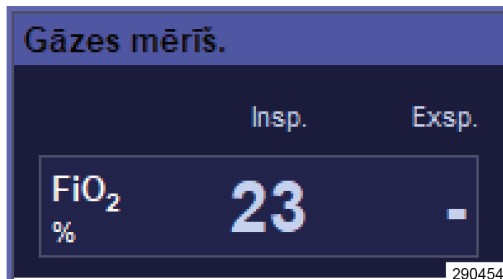 Gāzes mērīš.
Insp. Exsp.
FiO₂ 23 -
%
290454